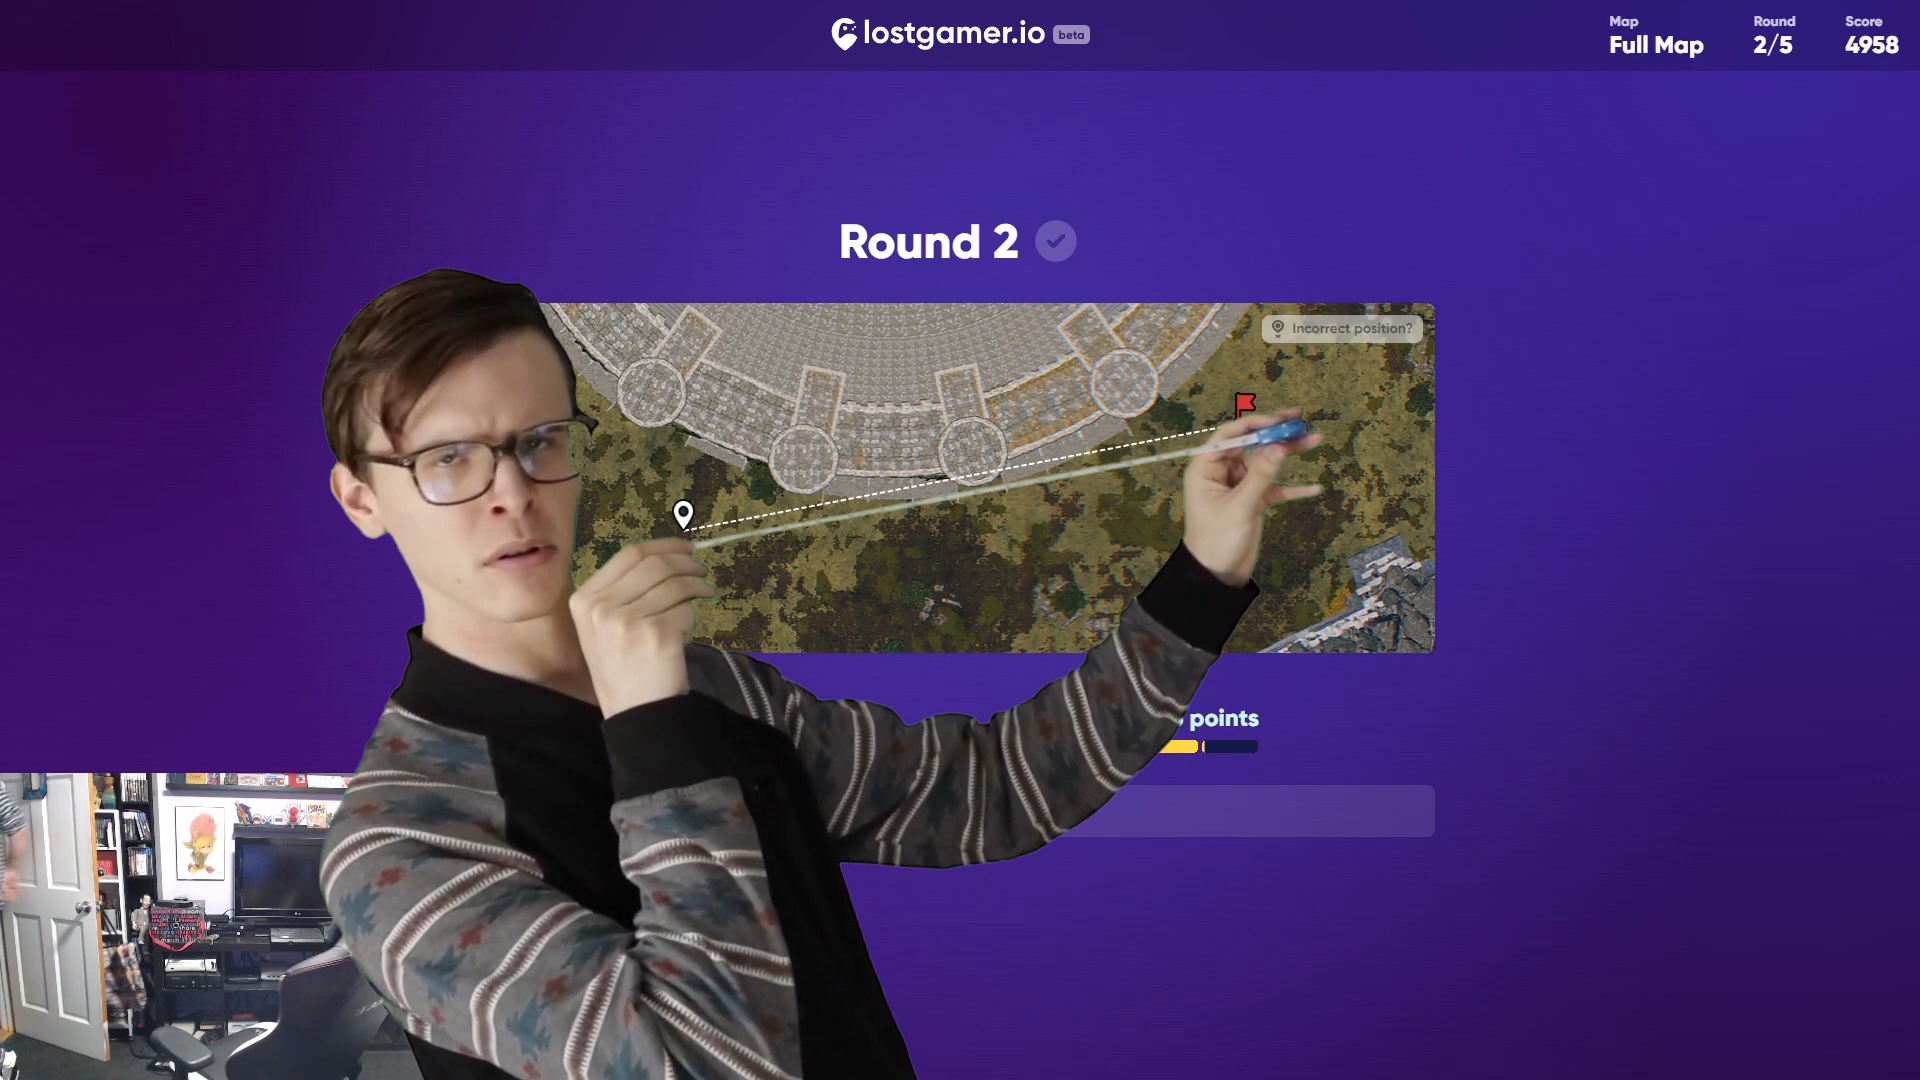 lostgamer.io beta
Map
Full Map
Round
2/5
Score
4958
Round 2
Incorrect position?
points